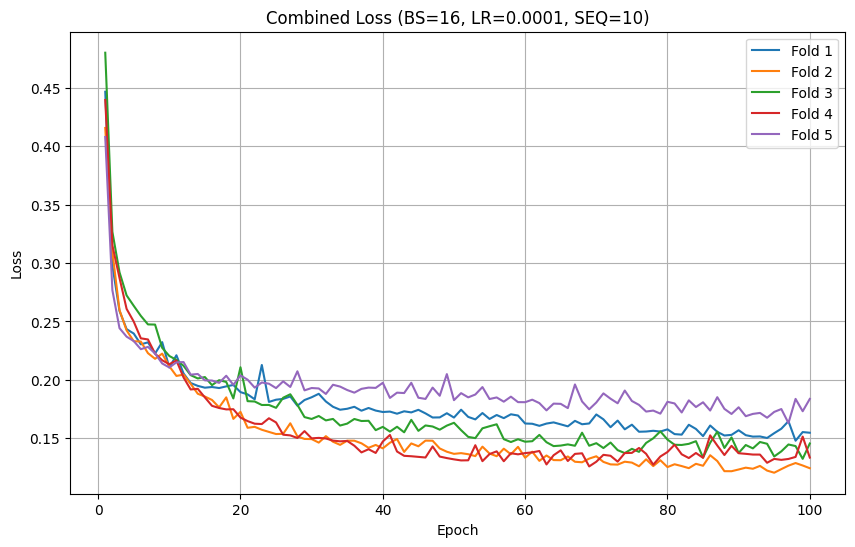 Combined Loss (BS=16, LR=0.0001, SEQ=10)
Fold 1
Fold 2
Fold 3
Fold 4
Fold 5
Loss
0.45
0.40
0.35
0.30
0.25
0.20
0.15
0
20
40
60
80
100
Epoch